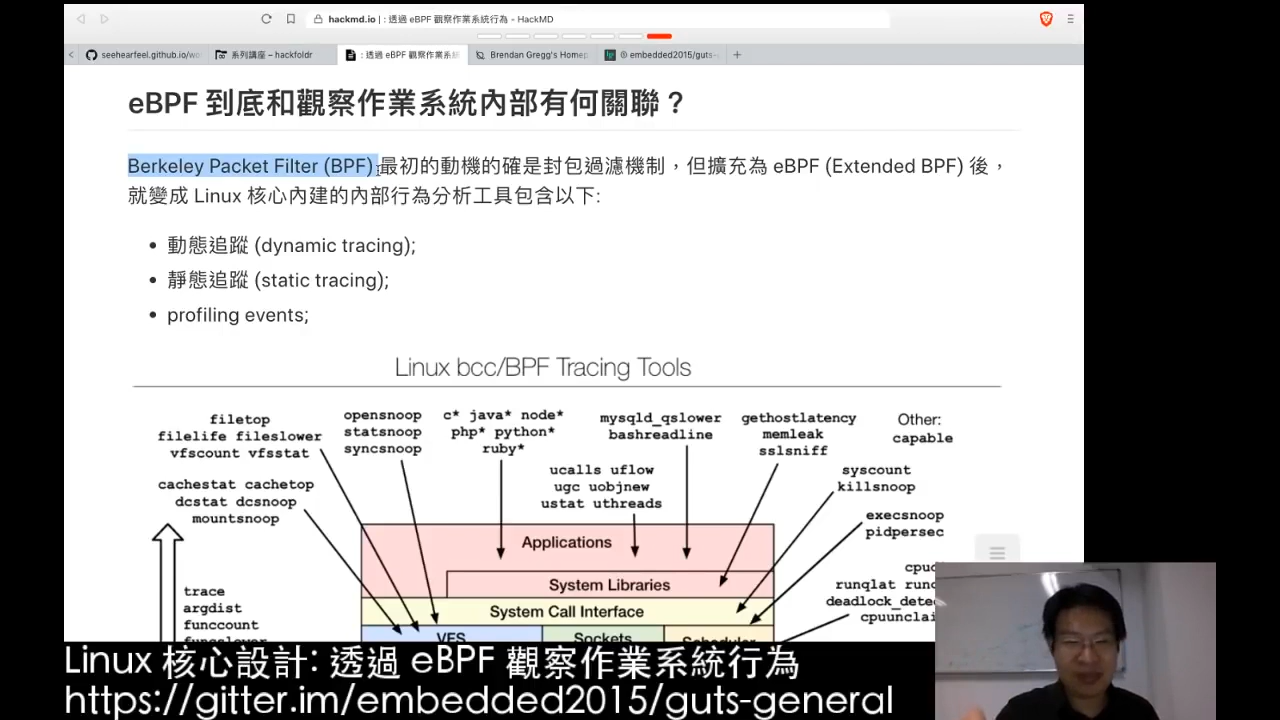 hackmd.io | : 透過 eBPF 觀察作業系統行為 - HackMD
seehearfeel.github.io/wo
系列講座 – hackfoldr
: 透過 eBPF 觀察作業系統
Brendan Gregg's Homep
embedded2015/guts-
eBPF 到底和觀察作業系統內部有何關聯？
Berkeley Packet Filter (BPF) 最初的動機的確是封包過濾機制，但擴充為 eBPF (Extended BPF) 後，
就變成 Linux 核心內建的內部行為分析工具包含以下:
• 動態追蹤 (dynamic tracing);
• 靜態追蹤 (static tracing);
• profiling events;
Linux bcc/BPF Tracing Tools
filetop
filelife fileslower
vfscount vfsstat
opensnoop
statsnoop
syncsnoop
c* java* node*
php* python*
ruby*
mysqld_qslower
bashreadline
gethostlatency
memleak
sslsniff
Other:
capable
cachestat cachetop
dcstat dcsnoop
mountsnoop
ucalls uflow
ugc uobjnew
ustat uthreads
syscount
killsnoop
execsnoop
pidpersec
Applications
System Libraries
System Call Interface
VFS
Sockets
Scheduler
trace
argdist
funccount
funcslower
cpud
runqlat runq
deadlock_dete
cpuunclai
Linux 核心設計: 透過 eBPF 觀察作業系統行為
https://gitter.im/embedded2015/guts-general